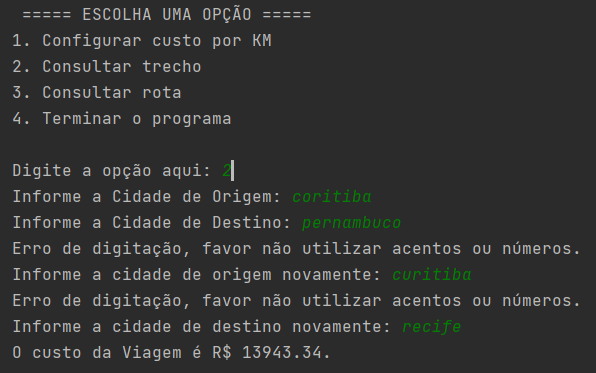 ===== ESCOLHA UMA OPÇÃO =====
1. Configurar custo por KM
2. Consultar trecho
3. Consultar rota
4. Terminar o programa
Digite a opção aqui: 2
Informe a Cidade de Origem: coritiba
Informe a Cidade de Destino: pernambuco
Erro de digitação, favor não utilizar acentos ou números.
Informe a cidade de origem novamente: curitiba
Erro de digitação, favor não utilizar acentos ou números.
Informe a cidade de destino novamente: recife
O custo da Viagem é R$ 13943.34.